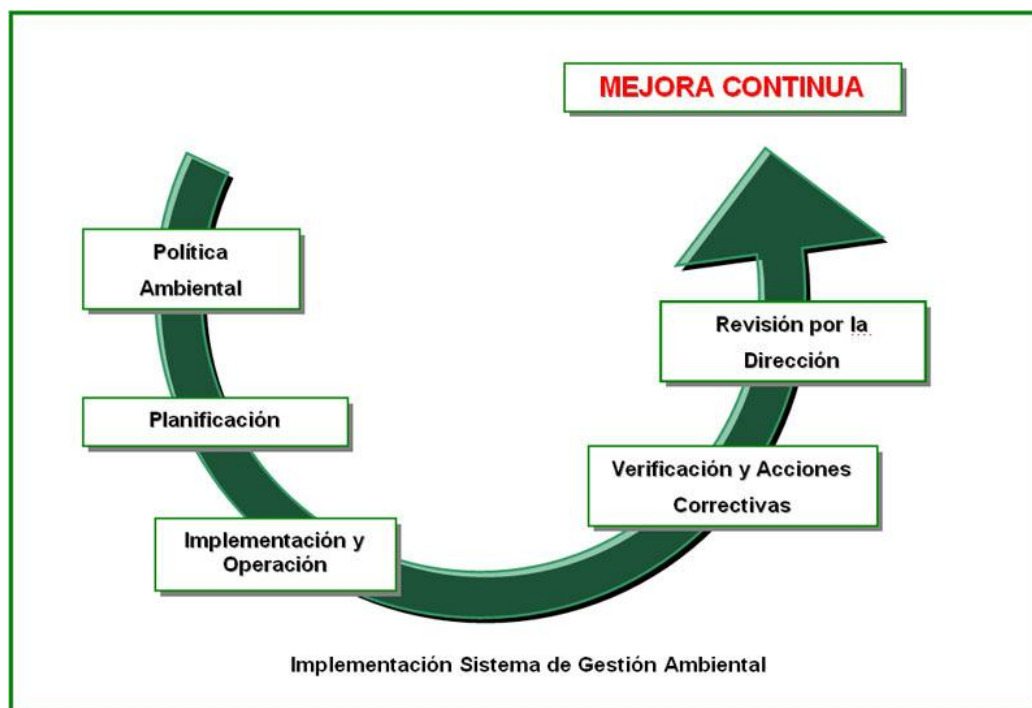 MEJORA CONTINUA
Política
Ambiental
Planificación
Implementación y
Operación
Verificación y Acciones
Correctivas
Revisión por la
Dirección
Implementación Sistema de Gestión Ambiental